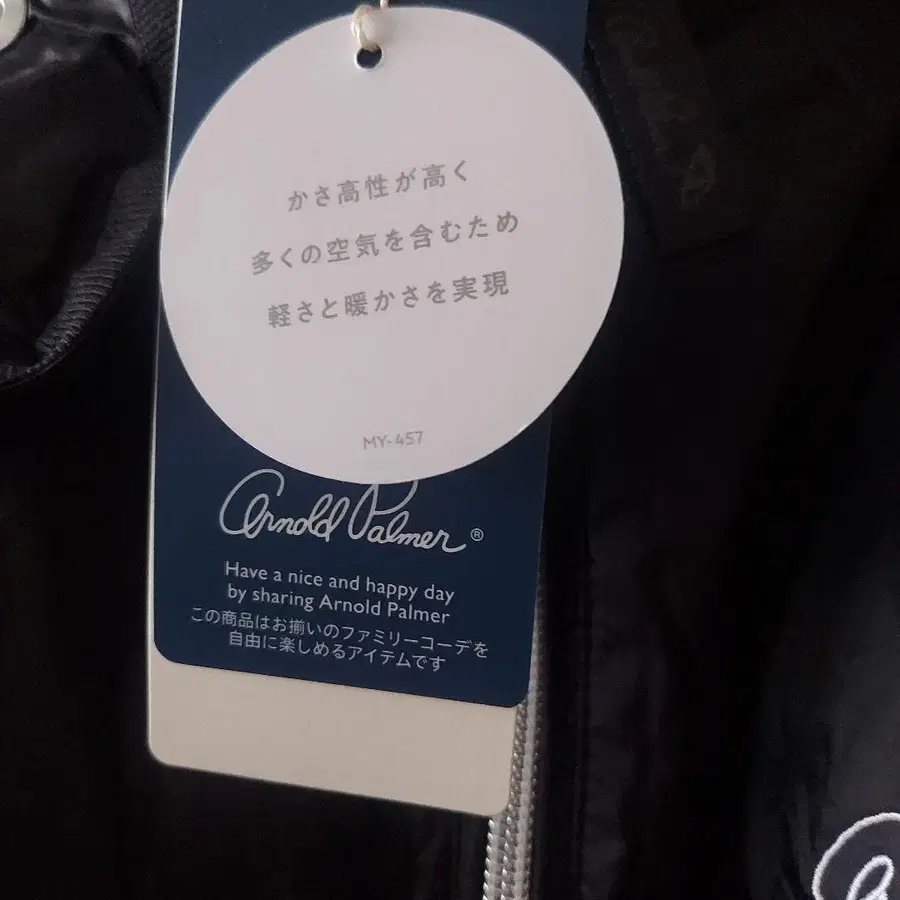 かさ高性が高く
多くの空気を含むため
軽さと暖かさを実現
MY-457
Arnold Palmer®
Have a nice and happy day
by sharing Arnold Palmer
この商品はお揃いのファミリーコーデを
自由に楽しめるアイテムです